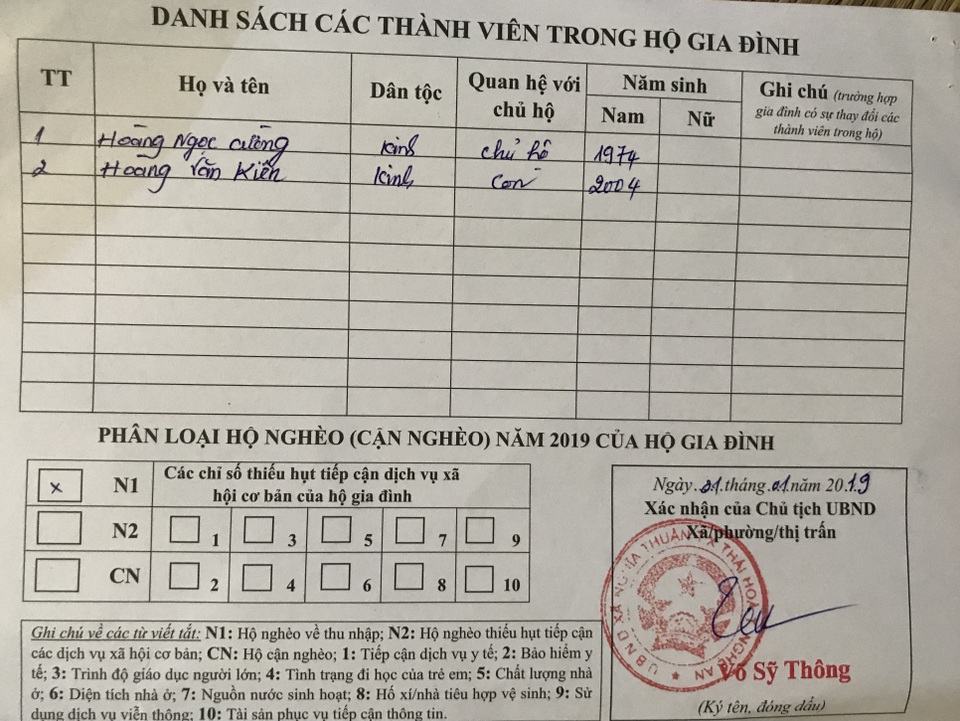 DANH SÁCH CÁC THÀNH VIÊN TRONG HỘ GIA ĐÌNH
TT Họ và tên Dân tộc Quan hệ với chủ hộ Năm sinh Nam Nữ Ghi chú (trường hợp gia đình có sự thay đổi các thành viên trong hộ)
1 Hoàng Ngọc Cường Kinh chủ hộ 1974
2 Hoàng Văn Kiên Kinh Con 2004
PHÂN LOẠI HỘ NGHÈO (CẬN NGHÈO) NĂM 2019 CỦA HỘ GIA ĐÌNH
x N1 Các chỉ số thiếu hụt tiếp cận dịch vụ xã
hội cơ bản của hộ gia đình
N2 1 3 5 7 9
CN 2 4 6 8 10
Ghi chú về các từ viết tắt: N1: Hộ nghèo về thu nhập; N2: Hộ nghèo thiếu hụt tiếp cận
các dịch vụ xã hội cơ bản; CN: Hộ cận nghèo; 1: Tiếp cận dịch vụ y tế; 2: Bảo hiểm y
tế; 3: Trình độ giáo dục người lớn; 4: Tình trạng đi học của trẻ em; 5: Chất lượng nhà
ở; 6: Diện tích nhà ở; 7: Nguồn nước sinh hoạt; 8: Hố xí/nhà tiêu hợp vệ sinh; 9: Sử
dụng dịch vụ viễn thông; 10: Tài sản phục vụ tiếp cận thông tin.
Ngày 21 tháng 01 năm 2019
Xác nhận của Chủ tịch UBND
Xã/phường/thị trấn
UBND XÃ NGHĨA THUẬN T.X THÁI HOÀ NGHỆ AN
Võ Sỹ Thông
(Ký tên, đóng dấu)